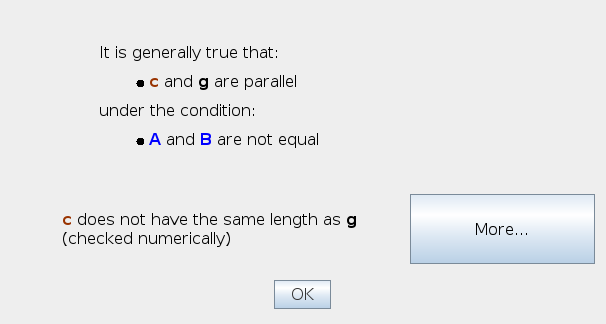 It is generally true that:
● c and g are parallel
under the condition:
● A and B are not equal
c does not have the same length as g
(checked numerically)
More...
OK